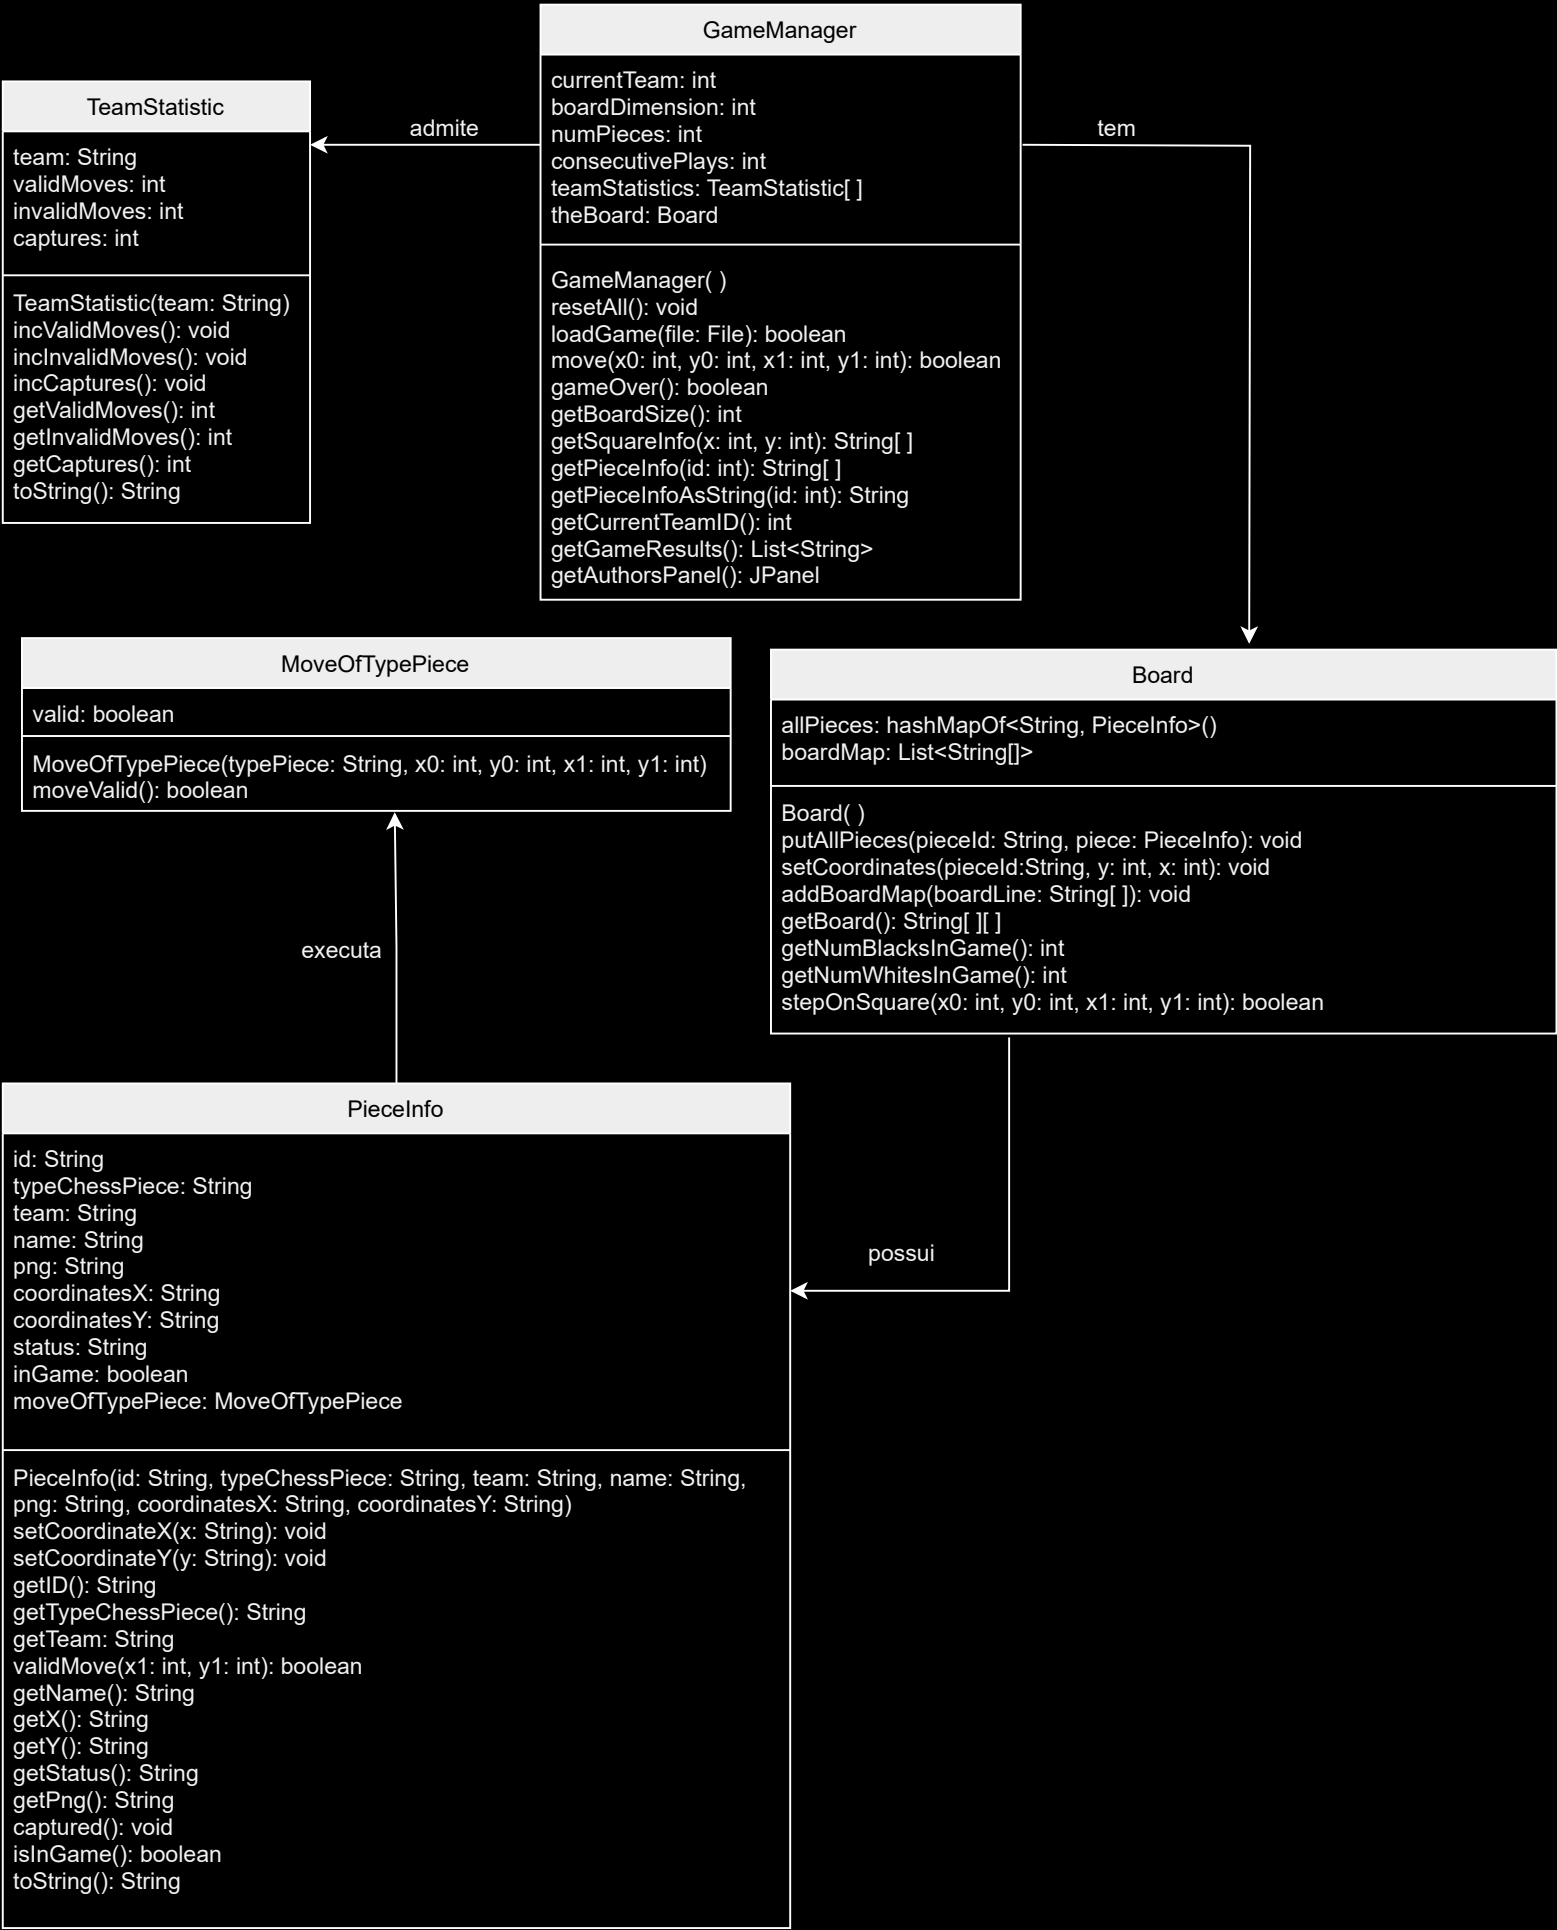 GameManager
currentTeam: int
boardDimension: int
numPieces: int
consecutivePlays: int
teamStatistics: TeamStatistic[ ]
theBoard: Board
GameManager( )
resetAll(): void
loadGame(file: File): boolean
move(x0: int, y0: int, x1: int, y1: int): boolean
gameOver(): boolean
getBoardSize(): int
getSquareInfo(x: int, y: int): String[ ]
getPieceInfo(id: int): String[ ]
getPieceInfoAsString(id: int): String
getCurrentTeamID(): int
getGameResults(): List<String>
getAuthorsPanel(): JPanel
admite
tem
TeamStatistic
team: String
validMoves: int
invalidMoves: int
captures: int
TeamStatistic(team: String)
incValidMoves(): void
incInvalidMoves(): void
incCaptures(): void
getValidMoves(): int
getInvalidMoves(): int
getCaptures(): int
toString(): String
MoveOfTypePiece
valid: boolean
MoveOfTypePiece(typePiece: String, x0: int, y0: int, x1: int, y1: int)
moveValid(): boolean
Board
allPieces: hashMapOf<String, PieceInfo>()
boardMap: List<String[]>
Board( )
putAllPieces(pieceId: String, piece: PieceInfo): void
setCoordinates(pieceId:String, y: int, x: int): void
addBoardMap(boardLine: String[ ]): void
getBoard(): String[ ][ ]
getNumBlacksInGame(): int
getNumWhitesInGame(): int
stepOnSquare(x0: int, y0: int, x1: int, y1: int): boolean
executa
possui
PieceInfo
id: String
typeChessPiece: String
team: String
name: String
png: String
coordinatesX: String
coordinatesY: String
status: String
inGame: boolean
moveOfTypePiece: MoveOfTypePiece
PieceInfo(id: String, typeChessPiece: String, team: String, name: String,
png: String, coordinatesX: String, coordinatesY: String)
setCoordinateX(x: String): void
setCoordinateY(y: String): void
getID(): String
getTypeChessPiece(): String
getTeam: String
validMove(x1: int, y1: int): boolean
getName(): String
getX(): String
getY(): String
getStatus(): String
getPng(): String
captured(): void
isInGame(): boolean
toString(): String